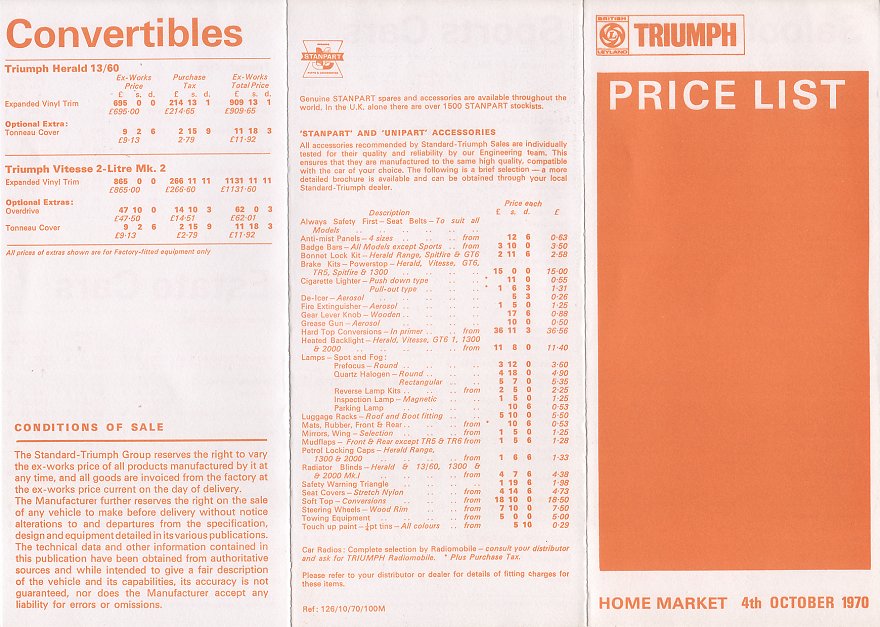 Convertibles
Triumph Herald 13/60
Ex-Works Purchase Ex-Works
Price Tax Total Price
£ s. d. £ s. d. £ s. d.
Expanded Vinyl Trim 695 0 0 214 13 1 909 13 1
£695·00 £214·65 £909·65
Optional Extra:
Tonneau Cover 9 2 6 2 15 9 11 18 3
£9·13 2·79 £11·92
Triumph Vitesse 2-Litre Mk. 2
Expanded Vinyl Trim 865 0 0 266 11 11 1131 11 11
£865·00 £266·60 £1131·60
Optional Extras:
Overdrive 47 10 0 14 10 3 62 0 3
£47·50 £14·51 £62·01
Tonneau Cover 9 2 6 2 15 9 11 18 3
£9·13 £2·79 £11·92
All prices of extras shown are for Factory-fitted equipment only
CONDITIONS OF SALE
The Standard-Triumph Group reserves the right to vary
the ex-works price of all products manufactured by it at
any time, and all goods are invoiced from the factory at
the ex-works price current on the day of delivery.
The Manufacturer further reserves the right on the sale
of any vehicle to make before delivery without notice
alterations to and departures from the specification,
design and equipment detailed in its various publications.
The technical data and other information contained in
this publication have been obtained from authoritative
sources and while intended to give a fair description
of the vehicle and its capabilities, its accuracy is not
guaranteed, nor does the Manufacturer accept any
liability for errors or omissions.
STANPART
Genuine STANPART spares and accessories are available throughout the
world. In the U.K. alone there are over 1500 STANPART stockists.
'STANPART' AND 'UNIPART' ACCESSORIES
All accessories recommended by Standard-Triumph Sales are individually
tested for their quality and reliability by our Engineering team. This
ensures that they are manufactured to the same high quality, compatible
with the car of your choice. The following is a brief selection — a more
detailed brochure is available and can be obtained through your local
Standard-Triumph dealer.
Price each
Description £ s. d. £
Always Safety First – Seat Belts – To suit all
Models .. .. .. .. ..
Anti-mist Panels – 4 sizes .. .. .. from 12 6 0·63
Badge Bars – All Models except Sports .. from 3 10 0 3·50
Bonnet Lock Kit – Herald Range, Spitfire & GT6 2 11 6 2·58
Brake Kits – Powerstop – Herald, Vitesse, GT6,
TR5, Spitfire & 1300 .. .. .. 15 0 0 15·00
Cigarette Lighter – Push down type .. .. * 11 0 0·55
Pull-out type .. .. .. * 1 6 3 1·31
De-Icer – Aerosol .. .. .. .. 5 3 0·26
Fire Extinguisher – Aerosol .. .. .. .. 1 5 0 1·25
Gear Lever Knob – Wooden .. .. .. .. 17 6 0·88
Grease Gun – Aerosol .. .. .. .. 10 0 0·50
Hard Top Conversions – In primer .. .. from 36 11 3 36·56
Heated Backlight – Herald, Vitesse, GT6 1, 1300
& 2000 .. .. .. .. .. from 11 8 0 11·40
Lamps – Spot and Fog:
Prefocus – Round .. .. .. .. 3 12 0 3·60
Quartz Halogen – Round .. .. .. 4 18 0 4·90
Rectangular .. .. 5 7 0 5·35
Reverse Lamp Kits .. .. .. from 2 5 0 2·25
Inspection Lamp – Magnetic .. .. 1 5 0 1·25
Parking Lamp .. .. .. .. 10 6 0·53
Luggage Racks – Roof and Boot fitting .. .. 5 10 0 5·50
Mats, Rubber, Front & Rear .. .. .. from * 10 6 0·53
Mirrors, Wing – Selection .. .. .. from 1 5 0 1·25
Mudflaps – Front & Rear except TR5 & TR6 from 1 5 6 1·28
Petrol Locking Caps – Herald Range,
1300 & 2000 .. .. .. .. from 1 6 6 1·33
Radiator Blinds – Herald & 13/60, 1300 &
& 2000 Mk.I .. .. .. .. from 4 7 6 4·38
Safety Warning Triangle .. .. .. 1 19 6 1·98
Seat Covers – Stretch Nylon .. .. from 4 14 6 4·73
Soft Top – Conversions .. .. .. from 18 10 0 18·50
Steering Wheels – Wood Rim .. .. from 7 10 0 7·50
Towing Equipment .. .. .. .. from 5 0 0 5·00
Touch up paint – ¼pt tins – All colours .. from 5 10 0·29
Car Radios: Complete selection by Radiomobile – consult your distributor
and ask for TRIUMPH Radiomobile. * Plus Purchase Tax.
Please refer to your distributor or dealer for details of fitting charges for
these items.
Ref: 126/10/70/100M
BRITISH
LEYLAND
TRIUMPH
PRICE LIST
HOME MARKET 4th OCTOBER 1970